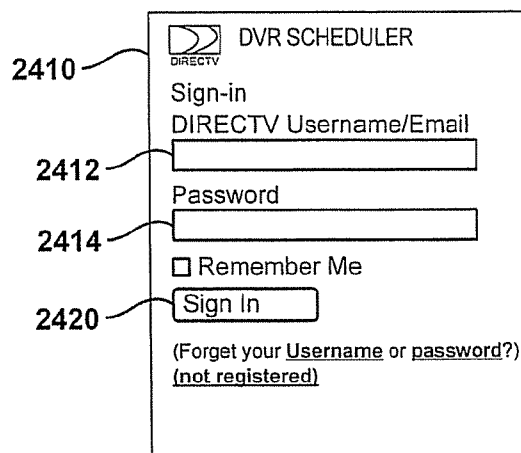 DVR SCHEDULER
2410
DIRECTV
Sign-in
DIRECTV Username/Email
2412
Password
2414
Remember Me
2420
Sign In
(Forget your Username or password?)
(not registered)